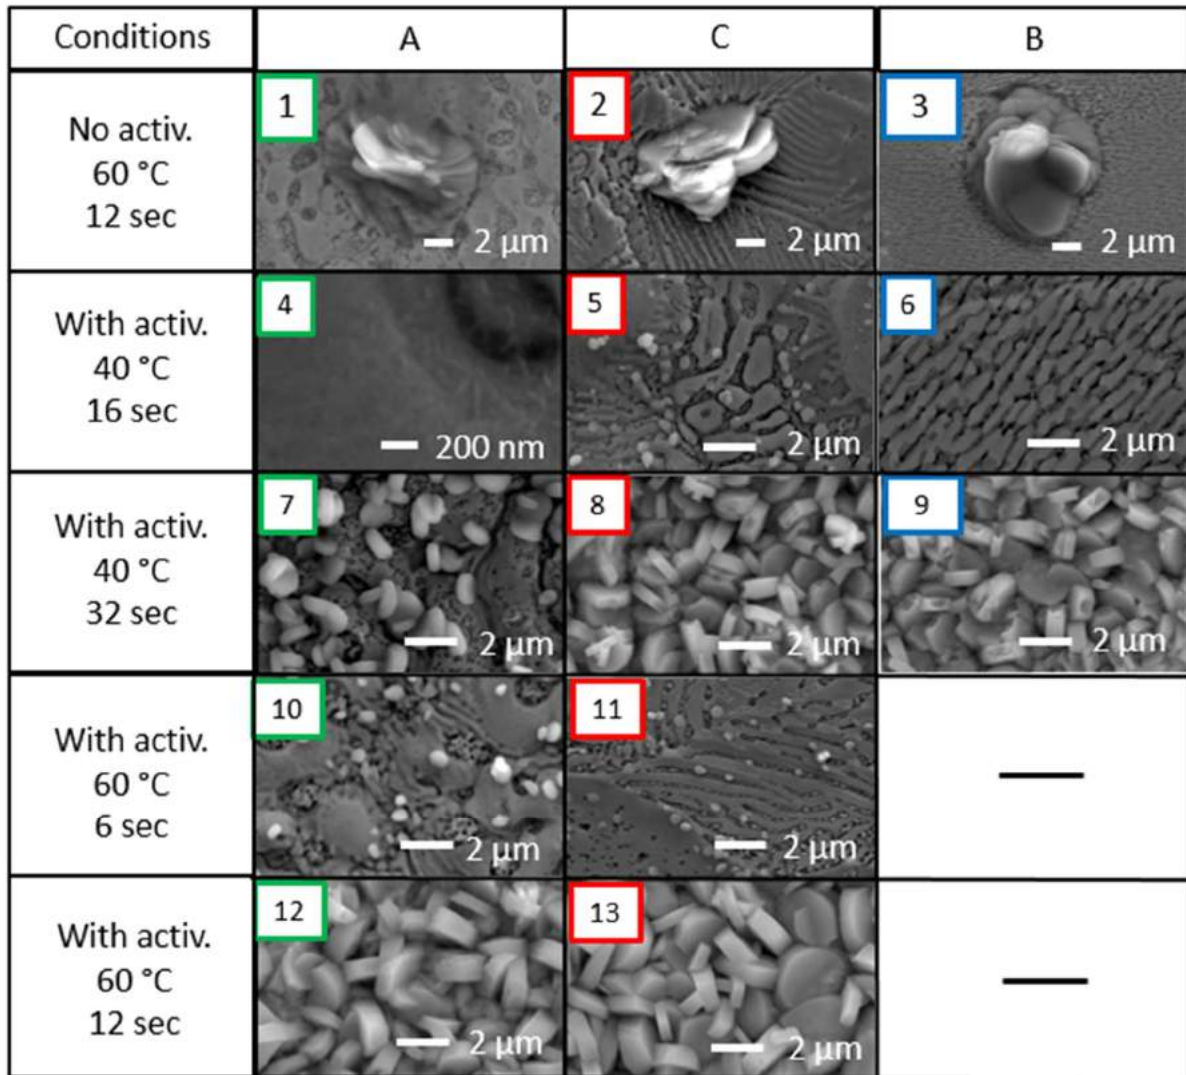 Conditions A C B
No activ.
60 °C
12 sec
1 2 µm
2 2 µm
3 2 µm
With activ.
40 °C
16 sec
4 200 nm
5 2 µm
6 2 µm
With activ.
40 °C
32 sec
7 2 µm
8 2 µm
9 2 µm
With activ.
60 °C
6 sec
10 2 µm
11 2 µm
With activ.
60 °C
12 sec
12 2 µm
13 2 µm